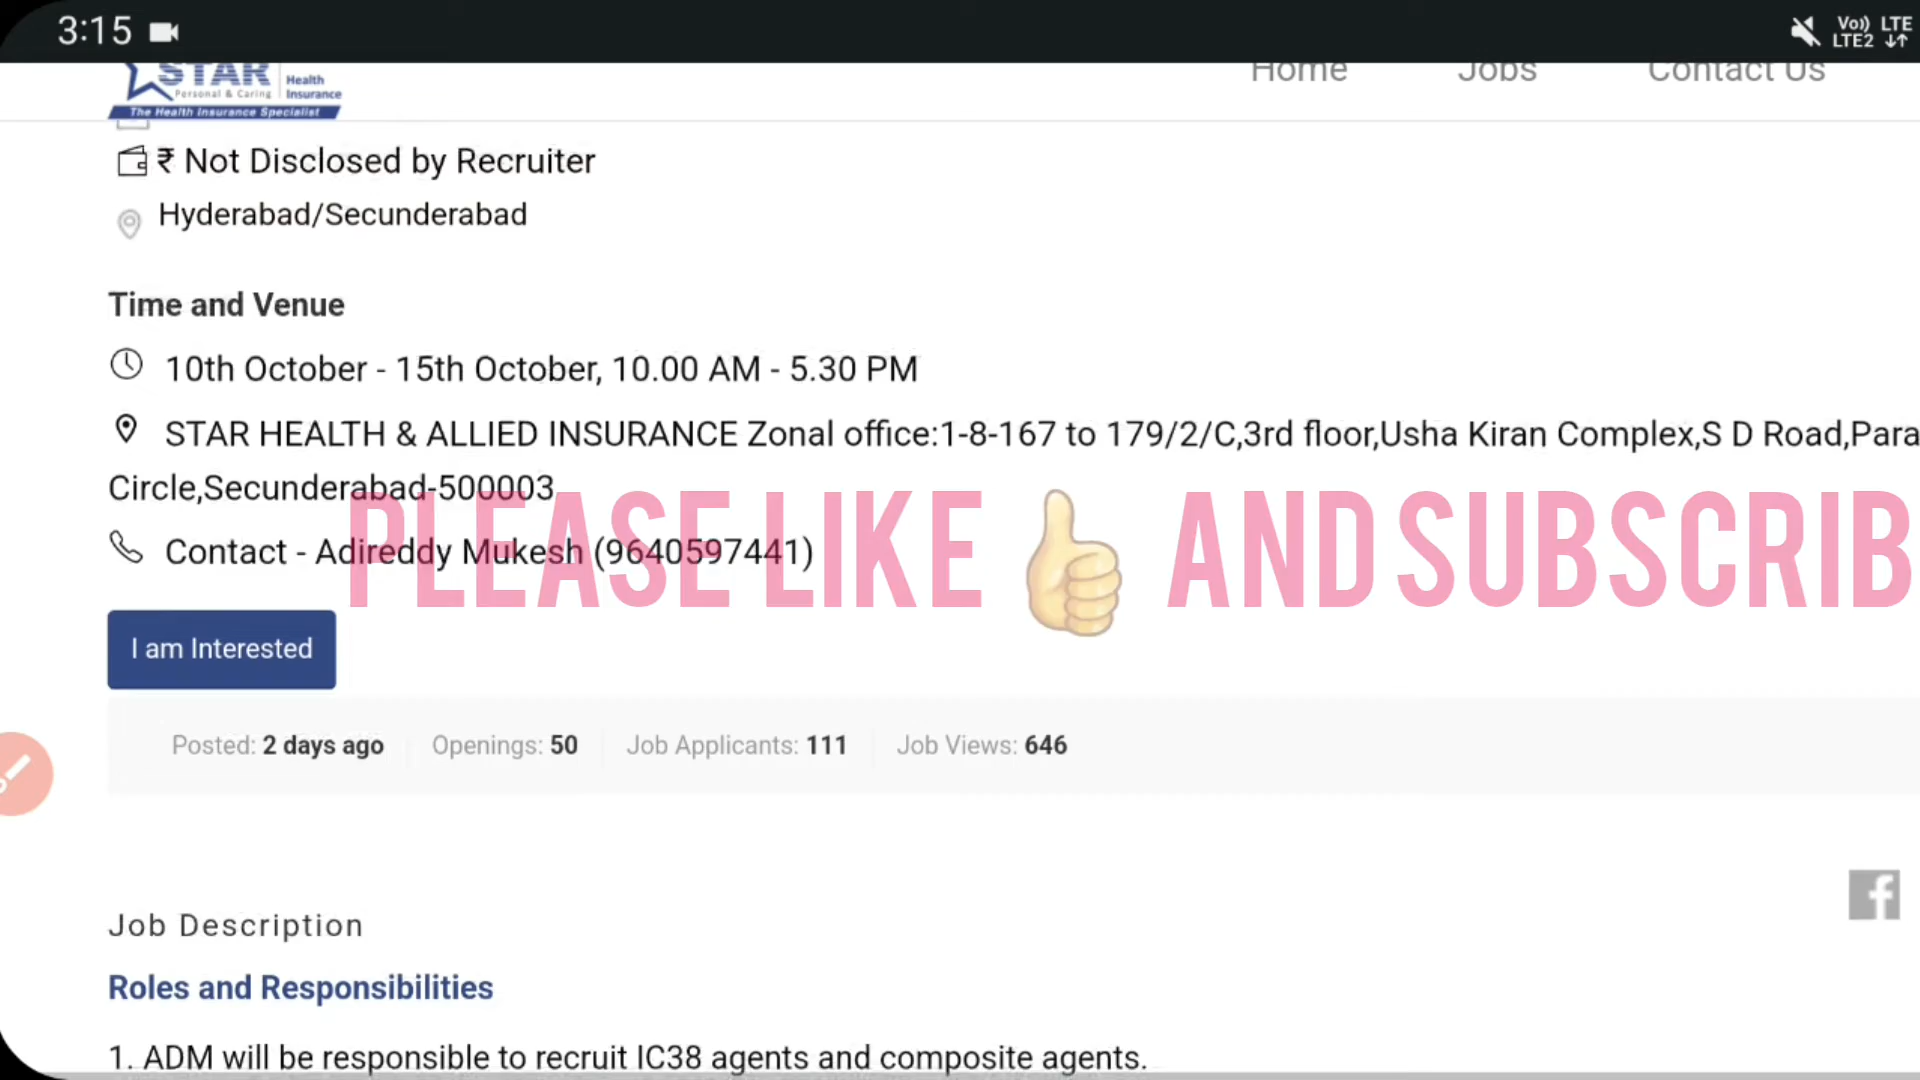 3:15
Vo)) LTE
LTE2
STAR Health
Personal & Caring Insurance
The Health Insurance Specialist
Home Jobs Contact Us
₹ Not Disclosed by Recruiter
Hyderabad/Secunderabad
Time and Venue
10th October - 15th October, 10.00 AM - 5.30 PM
STAR HEALTH & ALLIED INSURANCE Zonal office:1-8-167 to 179/2/C,3rd floor,Usha Kiran Complex,S D Road,Para
Circle,Secunderabad-500003
PLEASE LIKE 👍 AND SUBSCRIB
Contact - Adireddy Mukesh (9640597441)
I am Interested
Posted: 2 days ago Openings: 50 Job Applicants: 111 Job Views: 646
Job Description
Roles and Responsibilities
1. ADM will be responsible to recruit IC38 agents and composite agents.